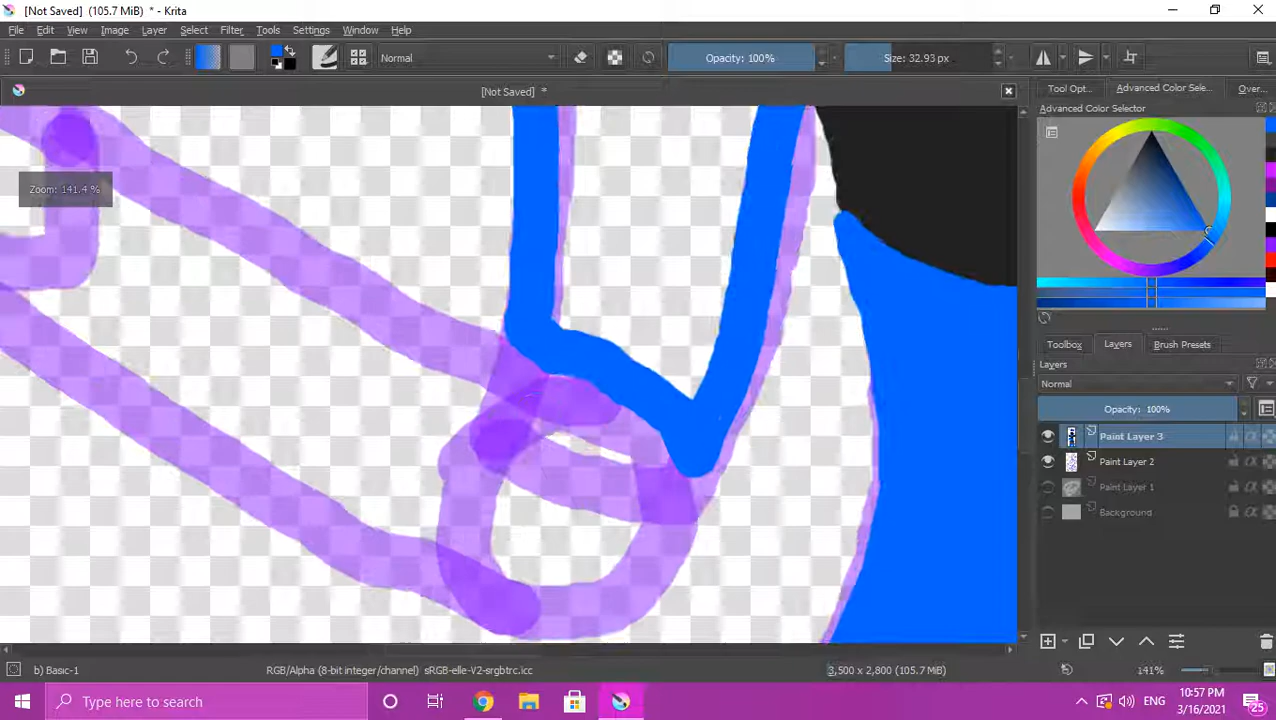 [Not Saved] (105.7 MiB) * - Krita
File Edit View Image Layer Select Filter Tools Settings Window Help
Normal Opacity: 100% Size: 32.93 px
[Not Saved] *
Tool Opt... Advanced Color Sele... Over...
Advanced Color Selector
Zoom: 141.4 %
Toolbox Layers Brush Presets
Layers
Normal
Opacity: 100%
Paint Layer 3
Paint Layer 2
Paint Layer 1
Background
b) Basic-1 RGB/Alpha (8-bit integer/channel) sRGB-elle-V2-srgbtrc.icc 3,500 x 2,800 (105.7 MiB) 141%
Type here to search
ENG
10:57 PM
3/16/2021
25